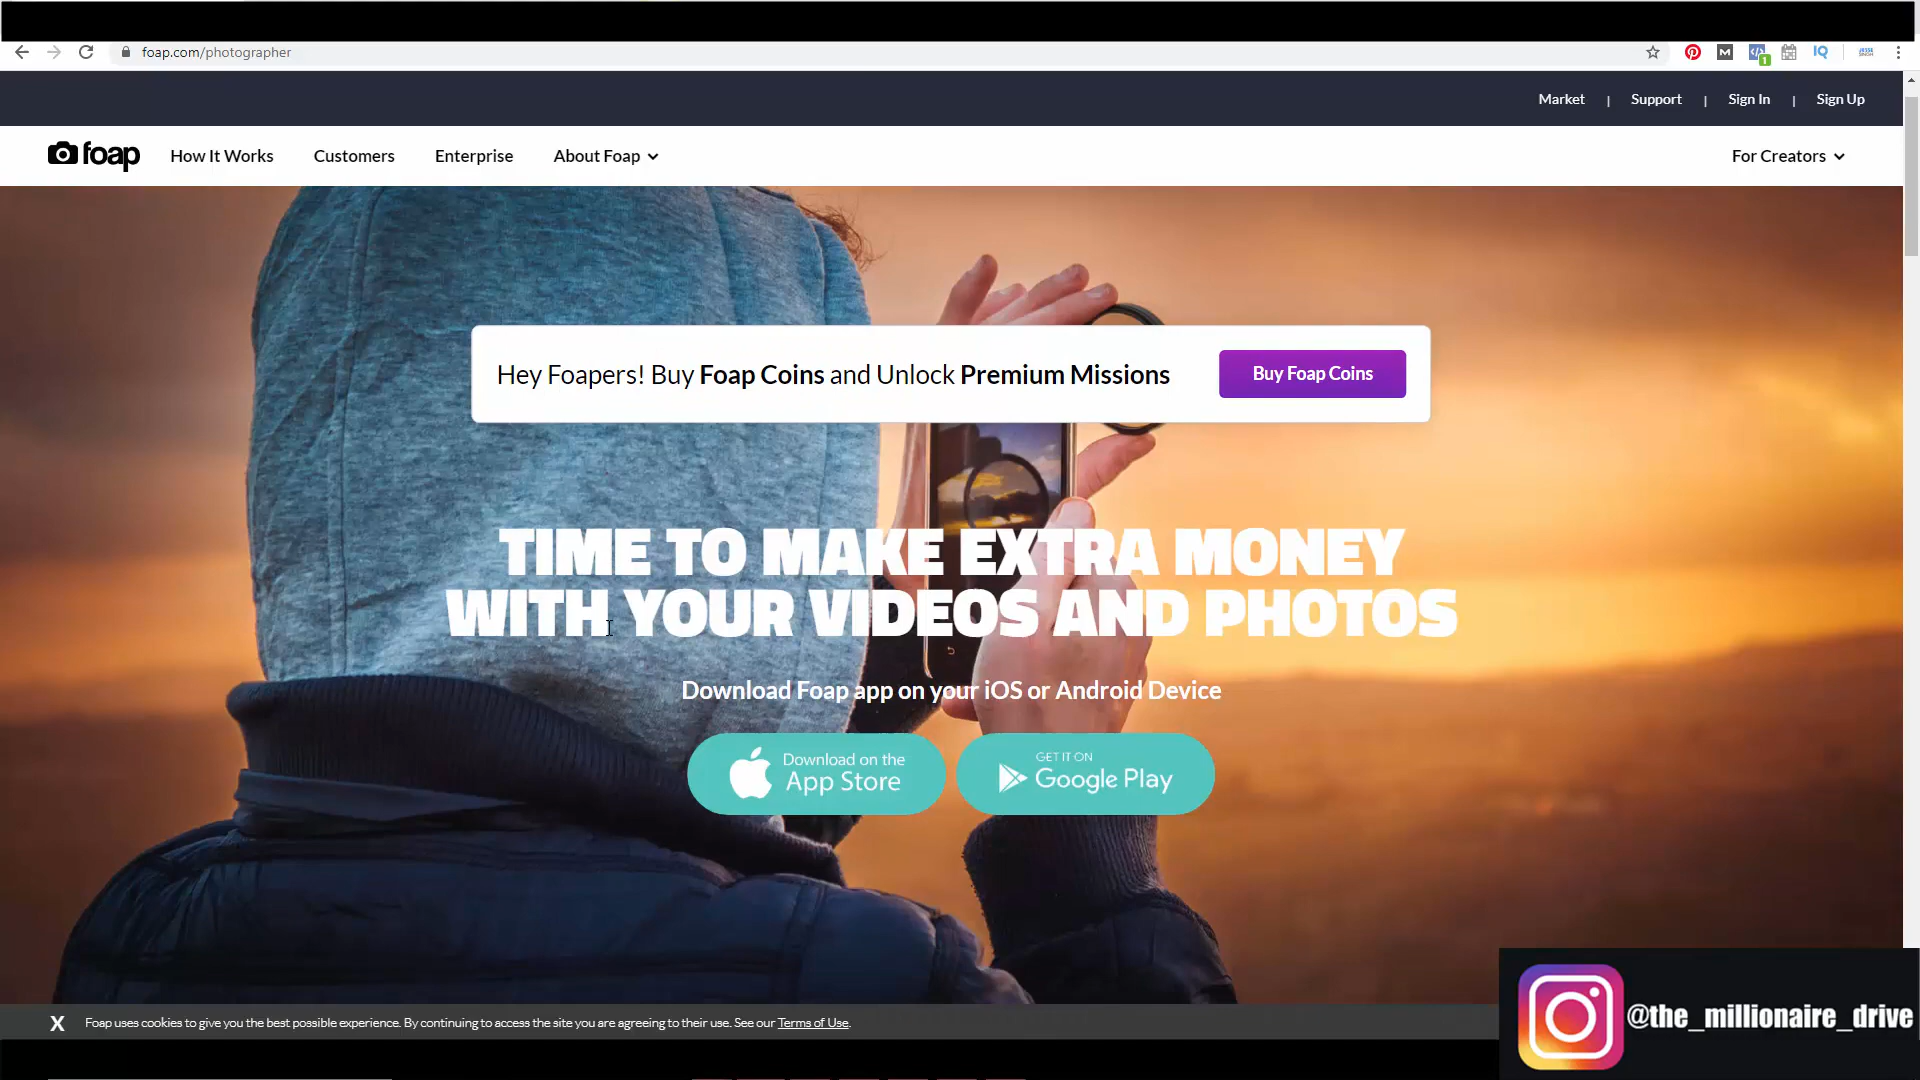 foap.com/photographer
Market | Support | Sign In | Sign Up
foap How It Works Customers Enterprise About Foap For Creators
Hey Foapers! Buy Foap Coins and Unlock Premium Missions Buy Foap Coins
TIME TO MAKE EXTRA MONEY
WITH YOUR VIDEOS AND PHOTOS
Download Foap app on your iOS or Android Device
Download on the
App Store
GET IT ON
Google Play
X Foap uses cookies to give you the best possible experience. By continuing to access the site you are agreeing to their use. See our Terms of Use.
@the_millionaire_drive